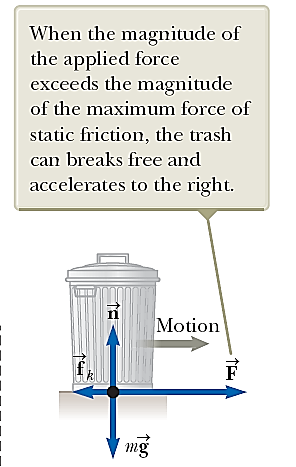 When the magnitude of
the applied force
exceeds the magnitude
of the maximum force of
static friction, the trash
can breaks free and
accelerates to the right.
n⃗
Motion
f⃗ₖ
F⃗
mg⃗